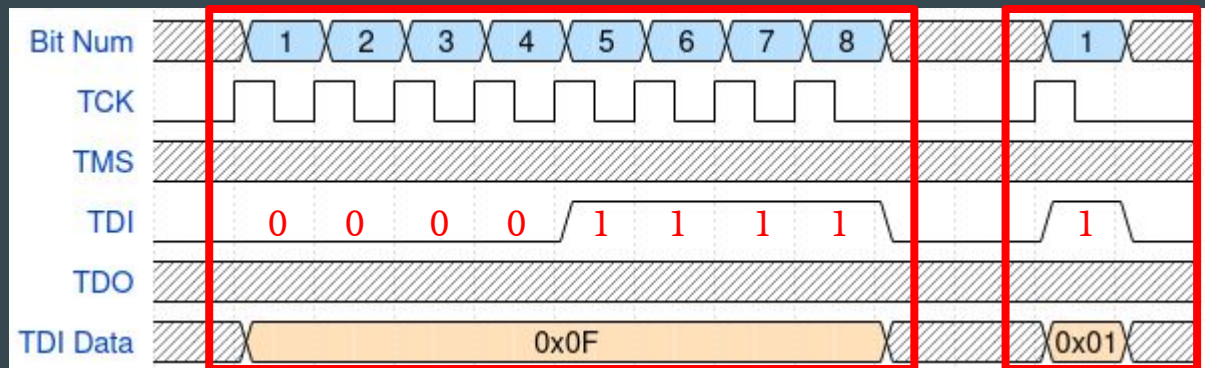 Bit Num 1 2 3 4 5 6 7 8 1
TCK
TMS
TDI 0 0 0 0 1 1 1 1 1
TDO
TDI Data 0x0F 0x01